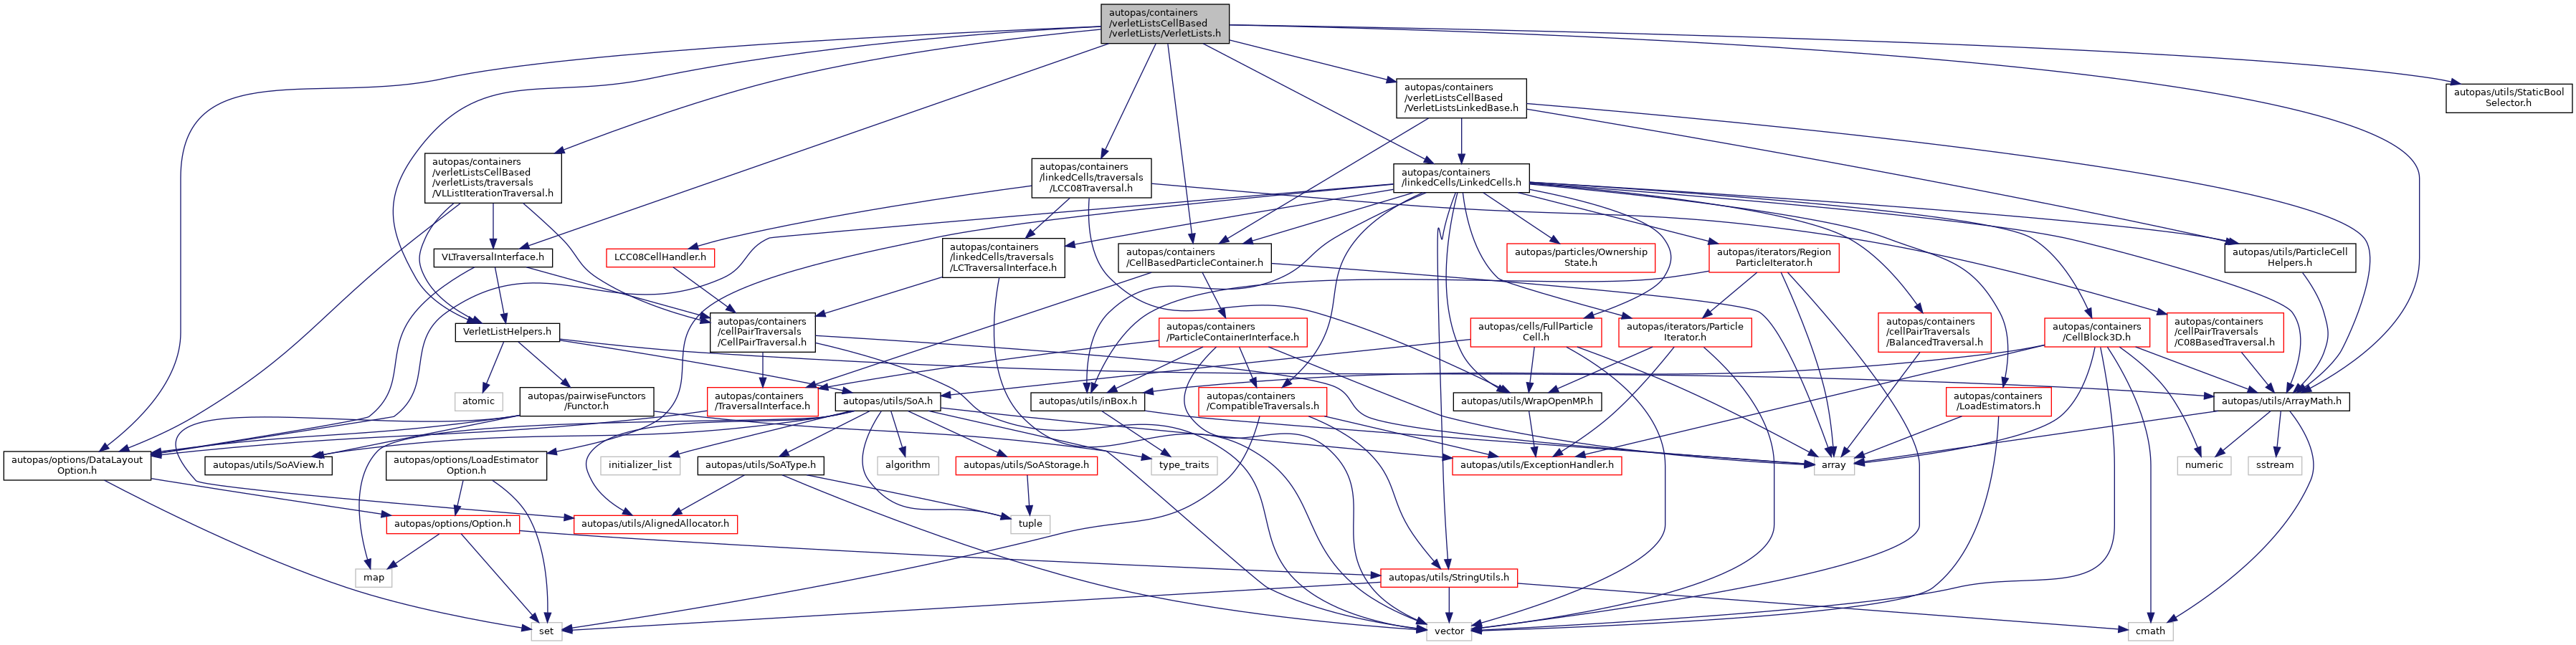 autopas/containers
/verletListsCellBased
/verletLists/VerletLists.h
autopas/containers
/verletListsCellBased
/VerletListsLinkedBase.h
autopas/utils/StaticBool
Selector.h
autopas/containers
/verletListsCellBased
/verletLists/traversals
/VLListIterationTraversal.h
autopas/containers
/linkedCells/traversals
/LCC08Traversal.h
autopas/containers
/linkedCells/LinkedCells.h
VLTraversalInterface.h
LCC08CellHandler.h
autopas/containers
/linkedCells/traversals
/LCTraversalInterface.h
autopas/containers
/CellBasedParticleContainer.h
autopas/particles/Ownership
State.h
autopas/iterators/Region
ParticleIterator.h
autopas/utils/ParticleCell
Helpers.h
VerletListHelpers.h
autopas/containers
/cellPairTraversals
/CellPairTraversal.h
autopas/containers
/ParticleContainerInterface.h
autopas/cells/FullParticle
Cell.h
autopas/iterators/Particle
Iterator.h
autopas/containers
/cellPairTraversals
/BalancedTraversal.h
autopas/containers
/CellBlock3D.h
autopas/containers
/cellPairTraversals
/C08BasedTraversal.h
atomic
autopas/pairwiseFunctors
/Functor.h
autopas/containers
/TraversalInterface.h
autopas/utils/SoA.h
autopas/utils/inBox.h
autopas/containers
/CompatibleTraversals.h
autopas/utils/WrapOpenMP.h
autopas/containers
/LoadEstimators.h
autopas/utils/ArrayMath.h
autopas/options/DataLayout
Option.h
autopas/utils/SoAView.h
autopas/options/LoadEstimator
Option.h
initializer_list
autopas/utils/SoAType.h
algorithm
autopas/utils/SoAStorage.h
type_traits
autopas/utils/ExceptionHandler.h
array
numeric
sstream
autopas/options/Option.h
autopas/utils/AlignedAllocator.h
tuple
map
autopas/utils/StringUtils.h
set
vector
cmath